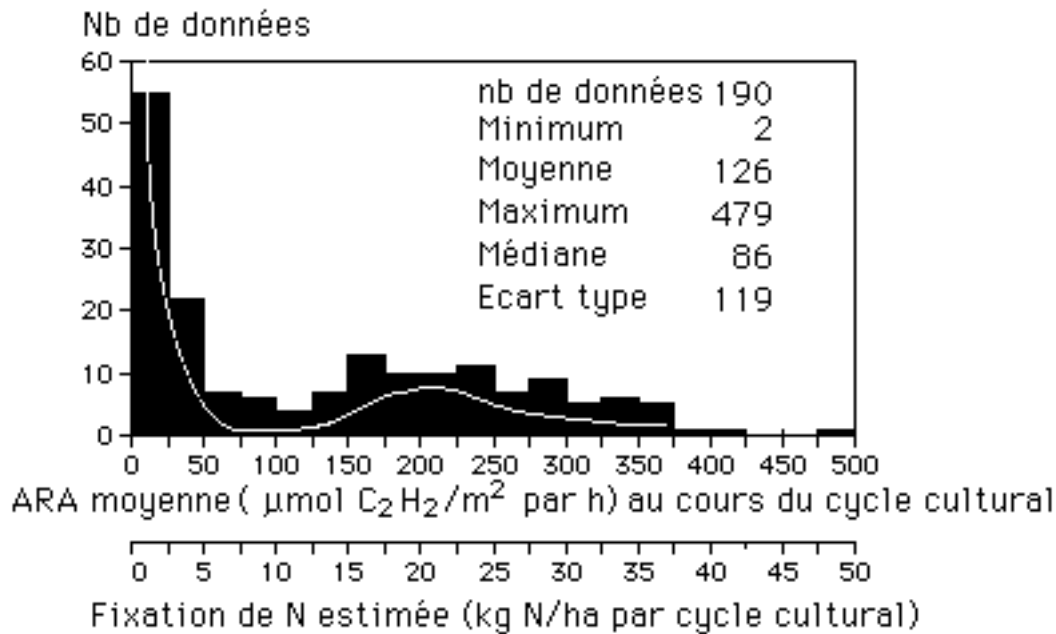 Nb de données
60
50
40
30
20
10
0
nb de données 190
Minimum 2
Moyenne 126
Maximum 479
Médiane 86
Ecart type 119
0 50 100 150 200 250 300 350 400 450 500
ARA moyenne ( µmol C2H2/m² par h) au cours du cycle cultural
0 5 10 15 20 25 30 35 40 45 50
Fixation de N estimée (kg N/ha par cycle cultural)